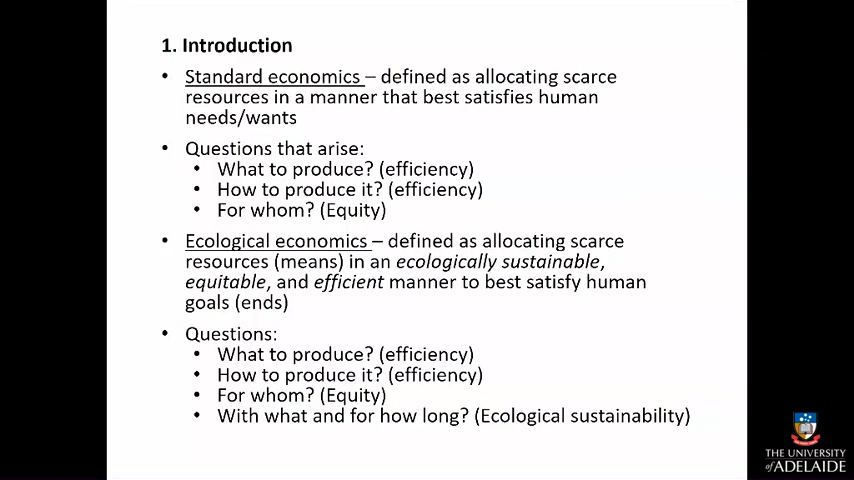 1. Introduction
• Standard economics – defined as allocating scarce
resources in a manner that best satisfies human
needs/wants
• Questions that arise:
• What to produce? (efficiency)
• How to produce it? (efficiency)
• For whom? (Equity)
• Ecological economics – defined as allocating scarce
resources (means) in an ecologically sustainable,
equitable, and efficient manner to best satisfy human
goals (ends)
• Questions:
• What to produce? (efficiency)
• How to produce it? (efficiency)
• For whom? (Equity)
• With what and for how long? (Ecological sustainability)
THE UNIVERSITY
of ADELAIDE